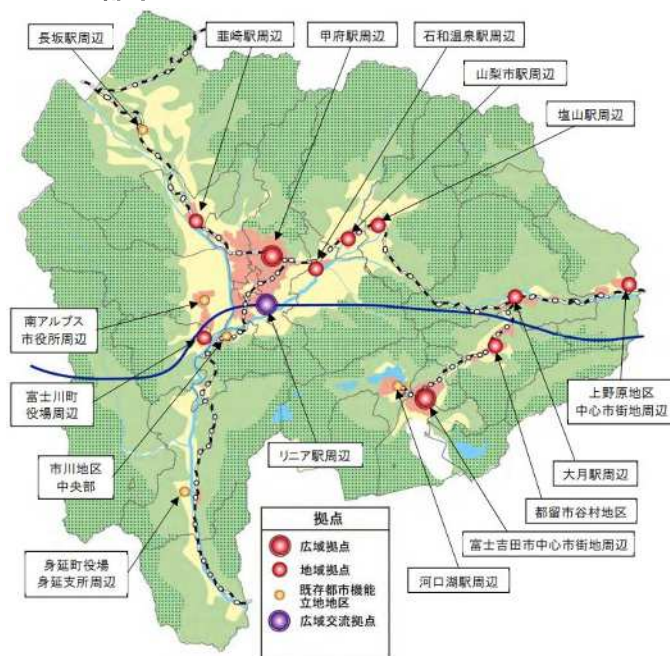 長坂駅周辺
韮崎駅周辺
甲府駅周辺
石和温泉駅周辺
山梨市駅周辺
塩山駅周辺
南アルプス
市役所周辺
富士川町
役場周辺
市川地区
中央部
身延町役場
身延支所周辺
リニア駅周辺
上野原地区
中心市街地周辺
大月駅周辺
都留市谷村地区
富士吉田市中心市街地周辺
河口湖駅周辺
拠点
広域拠点
地域拠点
既存都市機能
立地地区
広域交流拠点